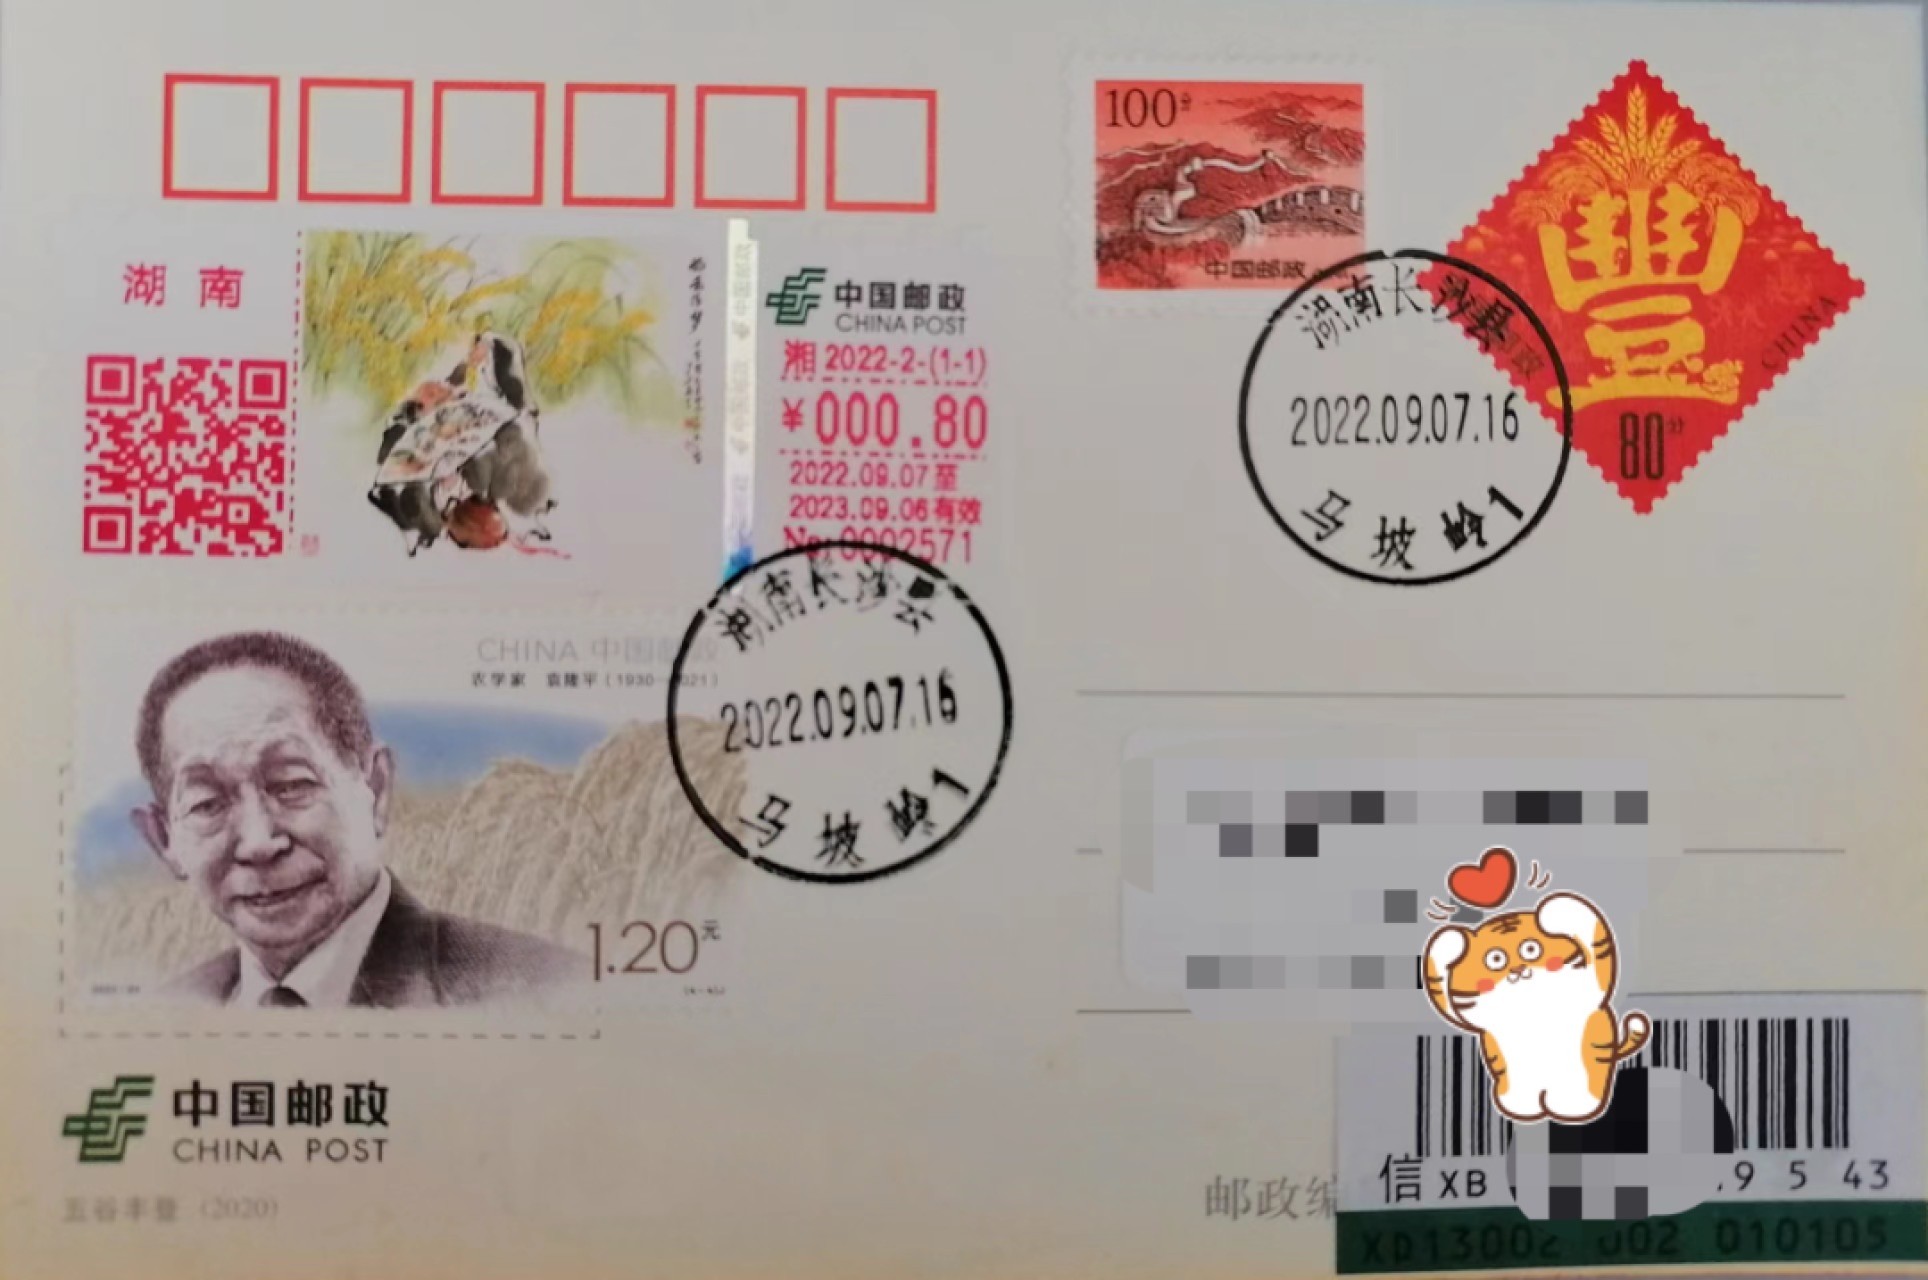 湖南
中国邮政
CHINA POST
湘 2022-2-(1-1)
¥000.80
2022.09.07至
2023.09.06有效
No: 0002571
100分
中国邮政
CHINA
80分
湖南长沙县
2022.09.07.16
马坡岭1
湖南长沙县
2022.09.07.16
马坡岭1
CHINA 中国邮政
农学家 袁隆平 (1930—2021)
1.20元
中国邮政
CHINA POST
五谷丰登 (2020)
邮政编
信 XB
9 5 43
XP13002 002 010105